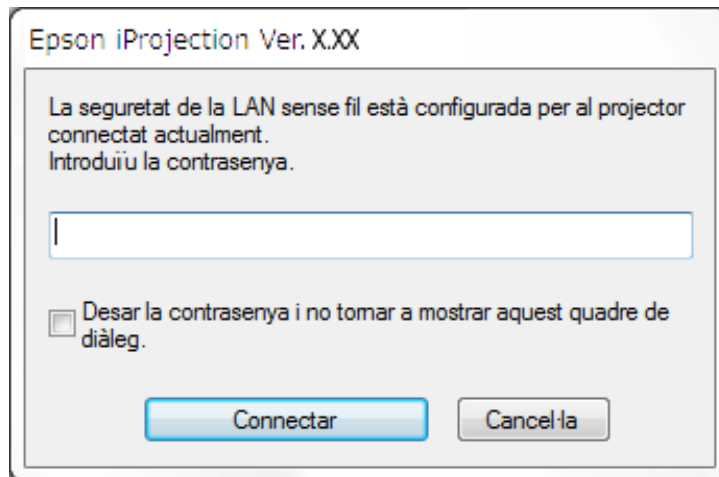 Epson iProjection Ver. X.XX
La seguretat de la LAN sense fil està configurada per al projector
connectat actualment.
Introduïu la contrasenya.
Desar la contrasenya i no tornar a mostrar aquest quadre de
diàleg.
Connectar
Cancel·la